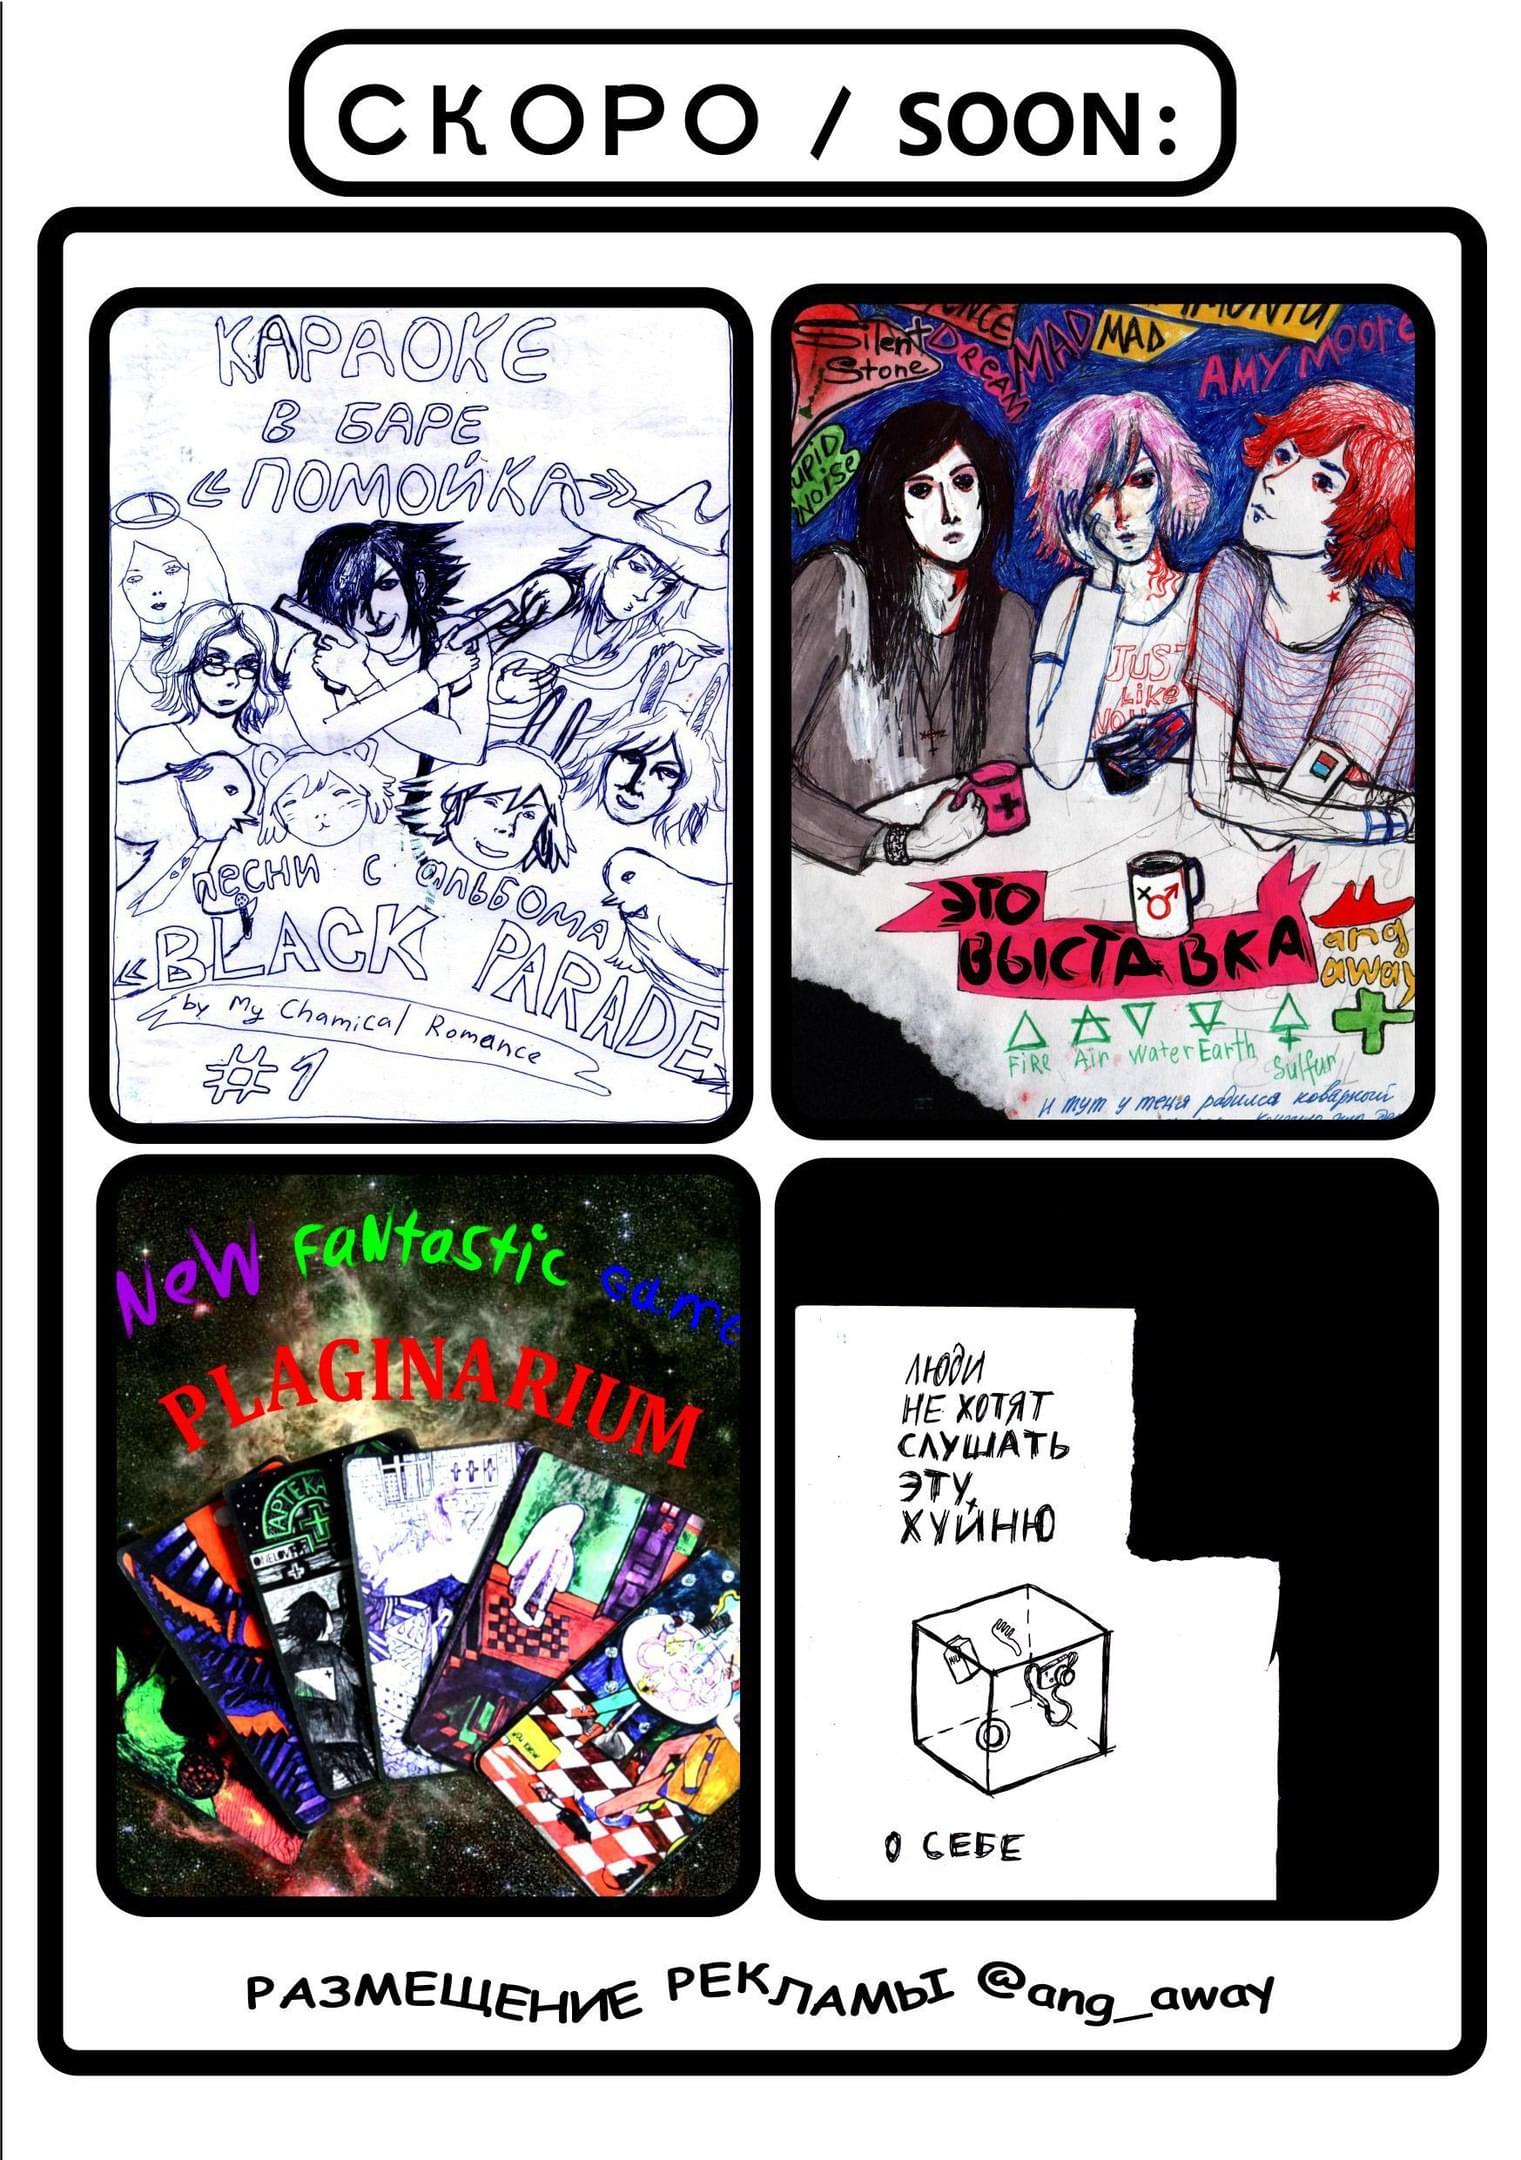 СКОРО / SOON:
КАРАОКЕ
В БАРЕ
«ПОМОЙКА»
песни с альбома
«BLACK PARADE»
by My Chamical Romance
#1
Silent
Stone
DREAM
MAD
MAD
AMY MOORE
NOISE
JUST
Like
ЭТО
ВЫСТАВКА
ang
away
FiRe Air Water Earth Sulfur
и тут у меня родился коварный
New Fantastic Game
PLAGINARIUM
АПТЕКА
ЛЮДИ
НЕ ХОТЯТ
СЛУШАТЬ
ЭТУ
ХУЙНЮ
О СЕБЕ
РАЗМЕЩЕНИЕ РЕКЛАМЫ @ang_away